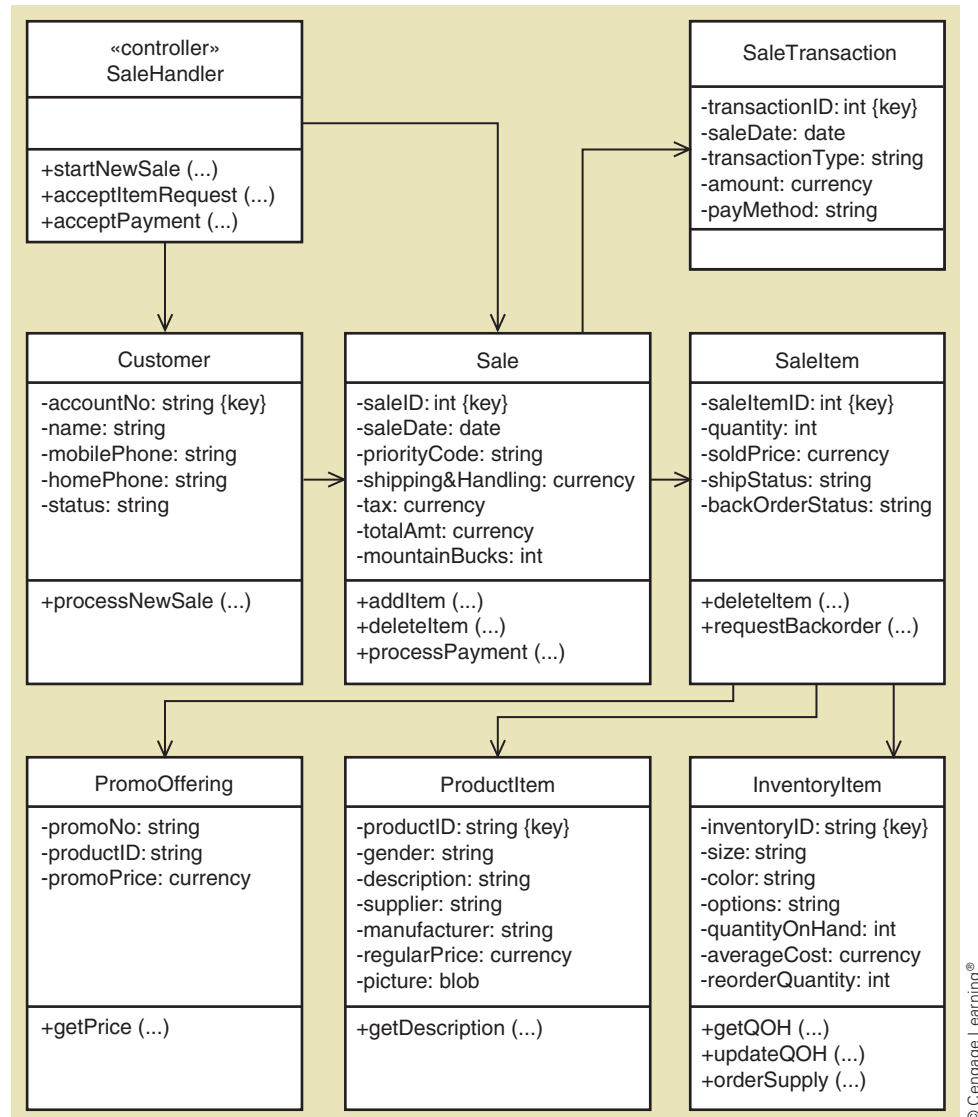 «controller»
SaleHandler
+startNewSale (...)
+acceptItemRequest (...)
+acceptPayment (...)
SaleTransaction
-transactionID: int {key}
-saleDate: date
-transactionType: string
-amount: currency
-payMethod: string
Customer
-accountNo: string {key}
-name: string
-mobilePhone: string
-homePhone: string
-status: string
+processNewSale (...)
Sale
-saleID: int {key}
-saleDate: date
-priorityCode: string
-shipping&Handling: currency
-tax: currency
-totalAmt: currency
-mountainBucks: int
+addItem (...)
+deleteItem (...)
+processPayment (...)
SaleItem
-saleItemID: int {key}
-quantity: int
-soldPrice: currency
-shipStatus: string
-backOrderStatus: string
+deleteItem (...)
+requestBackorder (...)
PromoOffering
-promoNo: string
-productID: string
-promoPrice: currency
+getPrice (...)
ProductItem
-productID: string {key}
-gender: string
-description: string
-supplier: string
-manufacturer: string
-regularPrice: currency
-picture: blob
+getDescription (...)
InventoryItem
-inventoryID: string {key}
-size: string
-color: string
-options: string
-quantityOnHand: int
-averageCost: currency
-reorderQuantity: int
+getQOH (...)
+updateQOH (...)
+orderSupply (...)
© Cengage Learning®